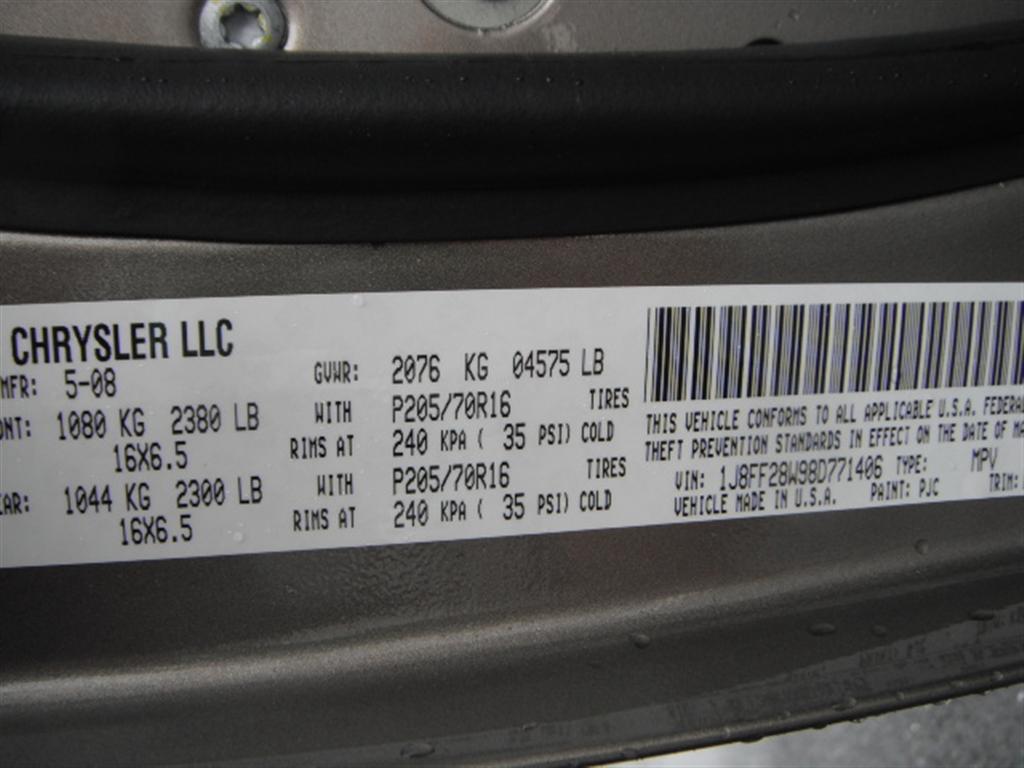 CHRYSLER LLC
MFR: 5-08 GVWR: 2076 KG 04575 LB
ONT: 1080 KG 2380 LB WITH P205/70R16 TIRES
16X6.5 RIMS AT 240 KPA ( 35 PSI) COLD
EAR: 1044 KG 2300 LB WITH P205/70R16 TIRES
16X6.5 RIMS AT 240 KPA ( 35 PSI) COLD
THIS VEHICLE CONFORMS TO ALL APPLICABLE U.S.A. FEDERA
THEFT PREVENTION STANDARDS IN EFFECT ON THE DATE OF MA
VIN: 1J8FF28W98D771406 TYPE: MPV
VEHICLE MADE IN U.S.A. PAINT: PJC TRIM: